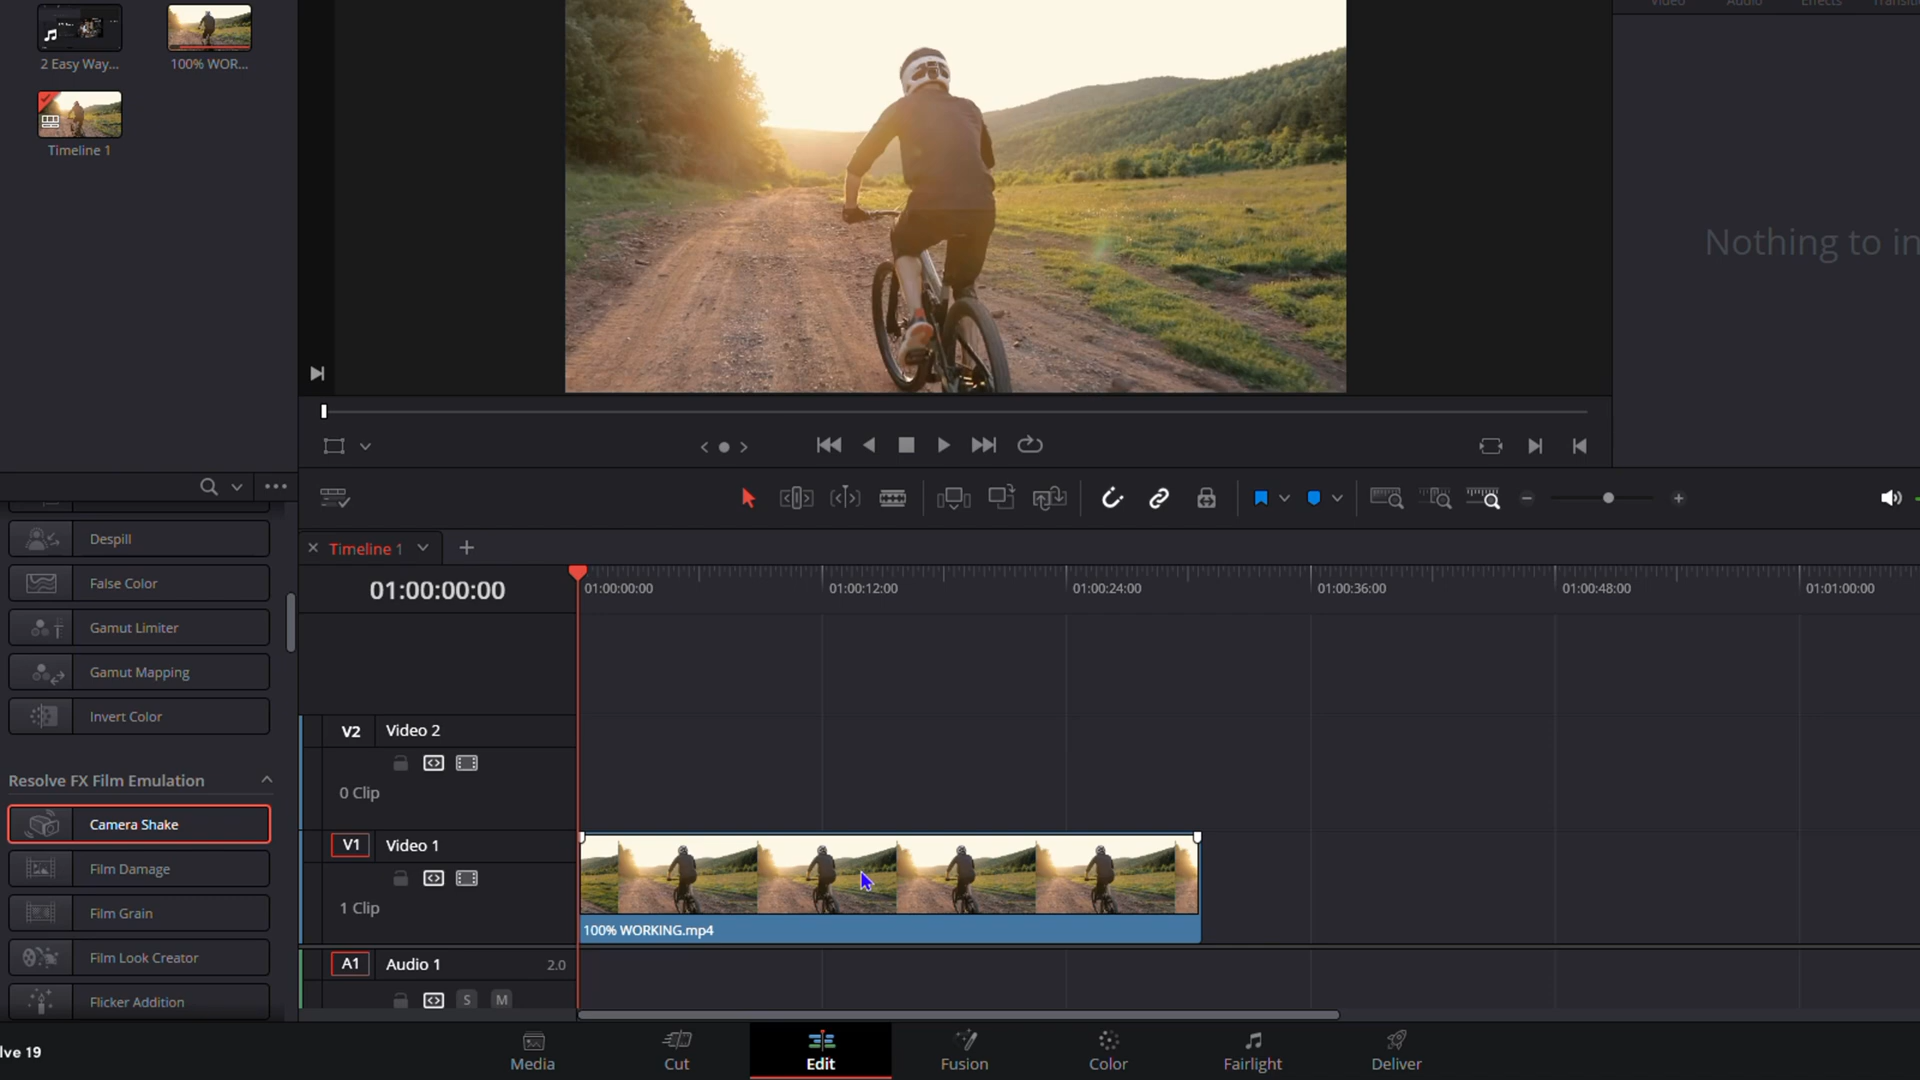 2 Easy Way...
100% WOR...
Timeline 1
Video Audio Effects
Nothing to in
Timeline 1
01:00:00:00
01:00:00:00 01:00:12:00 01:00:24:00 01:00:36:00 01:00:48:00 01:01:00:00
Despill
False Color
Gamut Limiter
Gamut Mapping
Invert Color
Resolve FX Film Emulation
Camera Shake
Film Damage
Film Grain
Film Look Creator
Flicker Addition
V2 Video 2
0 Clip
V1 Video 1
1 Clip
100% WORKING.mp4
A1 Audio 1 2.0
S M
lve 19
Media Cut Edit Fusion Color Fairlight Deliver